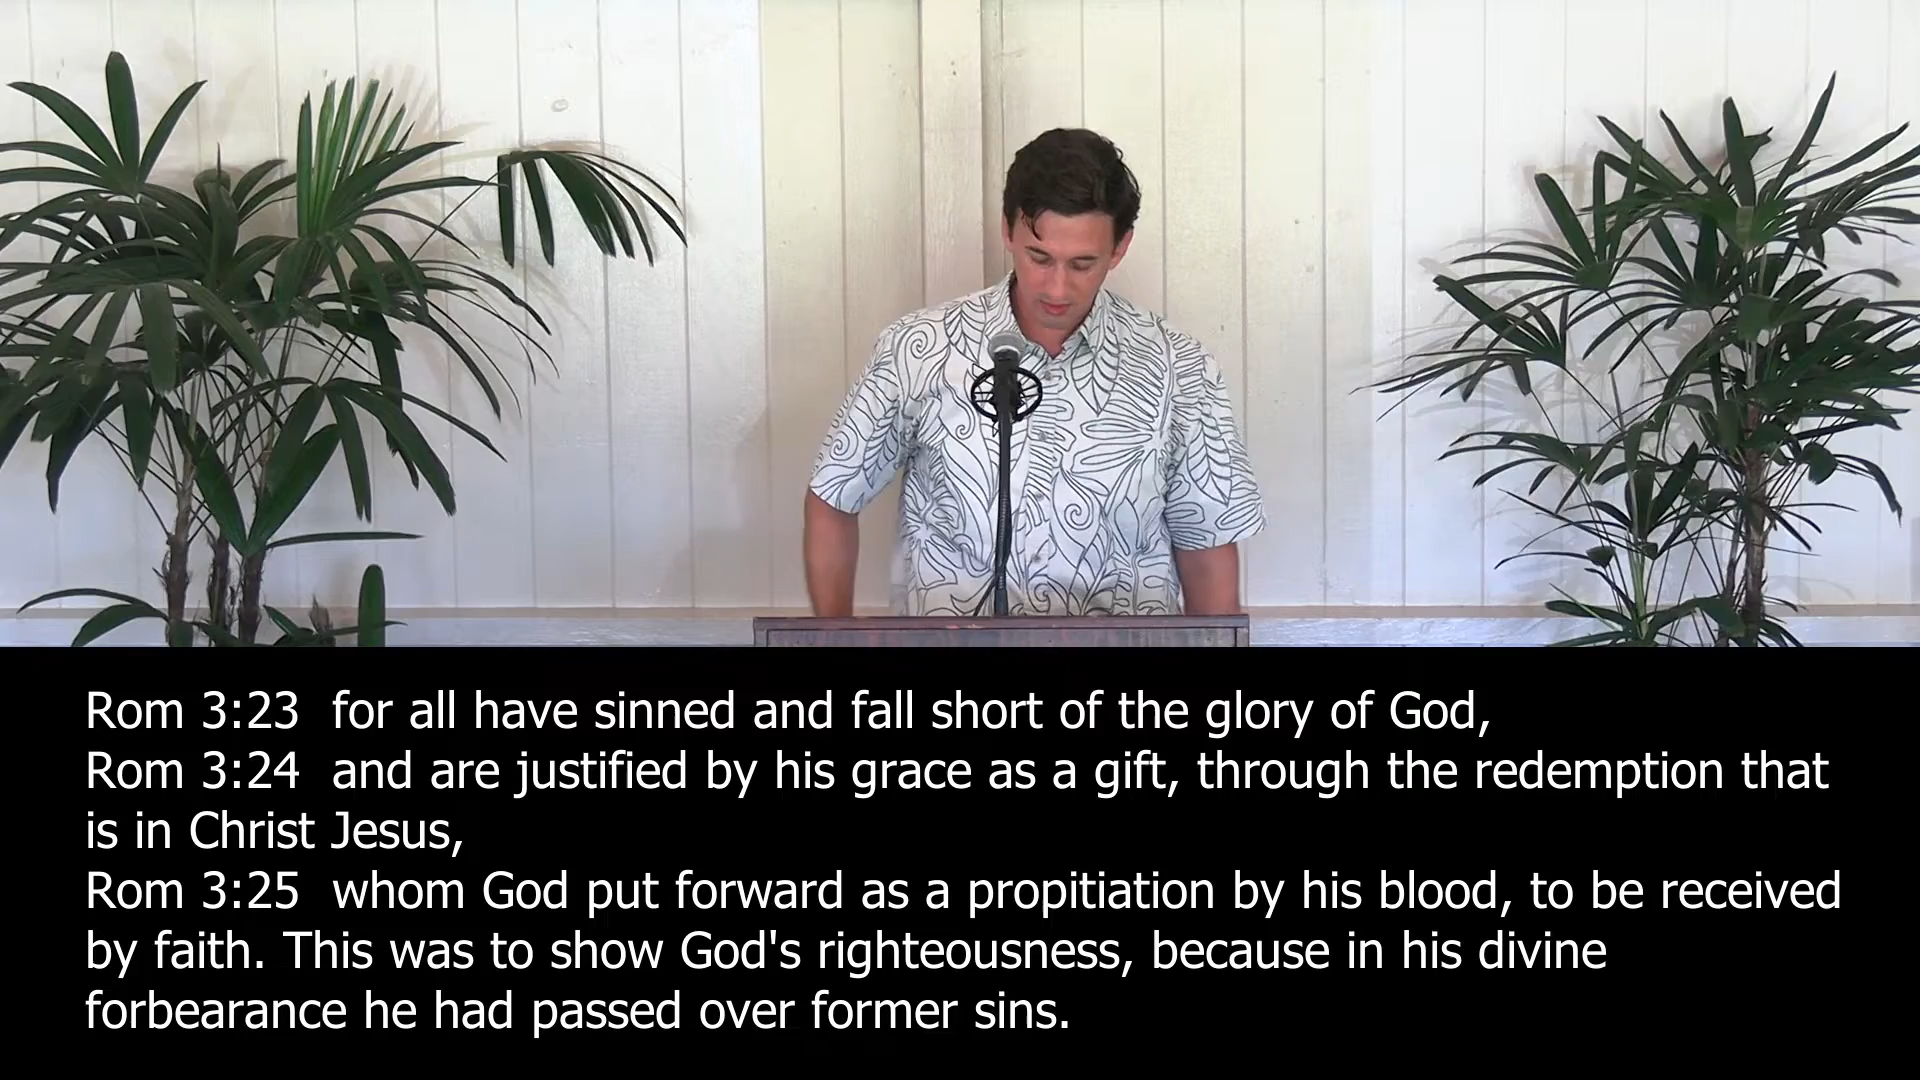 Rom 3:23  for all have sinned and fall short of the glory of God,
Rom 3:24  and are justified by his grace as a gift, through the redemption that
is in Christ Jesus,
Rom 3:25  whom God put forward as a propitiation by his blood, to be received
by faith. This was to show God's righteousness, because in his divine
forbearance he had passed over former sins.